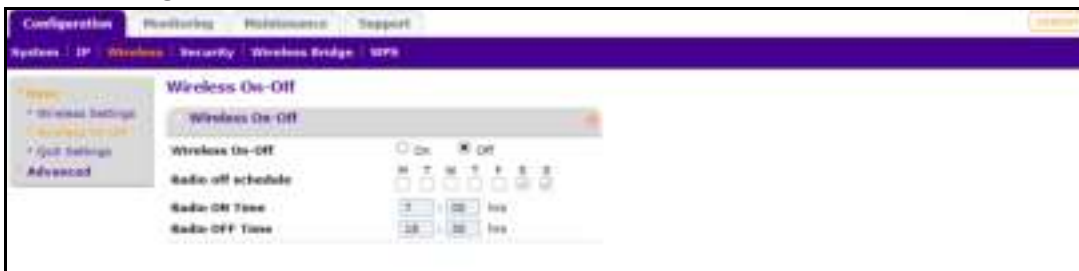 Configuration Monitoring Maintenance Support
System IP Wireless Security Wireless Bridge WPS
Basic
Wireless Settings
Wireless On-Off
QoS Settings
Advanced
Wireless On-Off
Wireless On-Off
Wireless On-Off On Off
Radio off schedule M T W T F S S
Radio ON Time 7 : 00 hrs
Radio OFF Time hrs